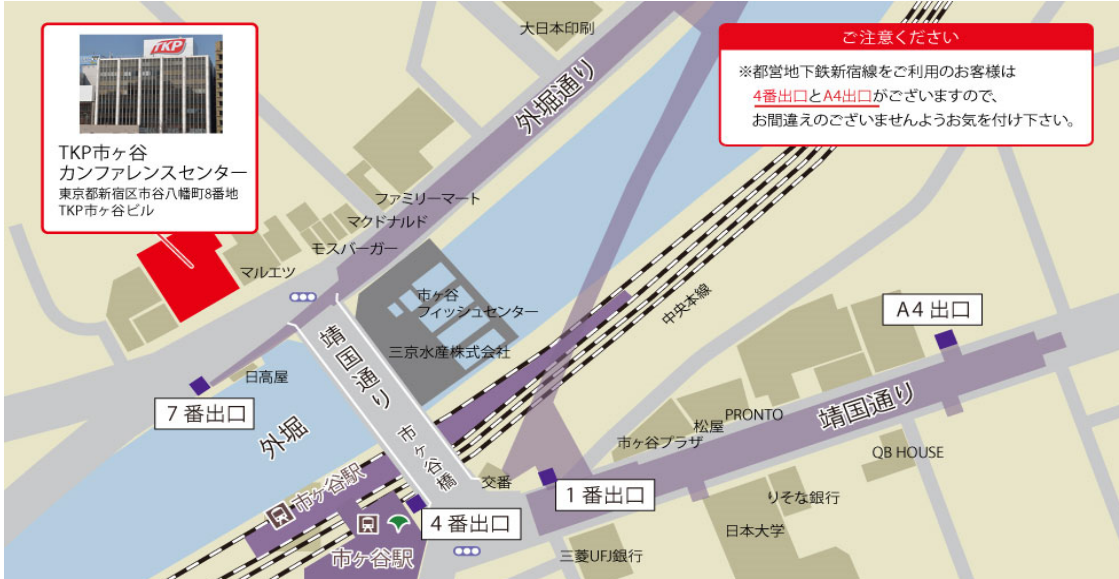 TKP
TKP市ヶ谷
カンファレンスセンター
東京都新宿区市谷八幡町8番地
TKP市ヶ谷ビル
ご注意ください
※都営地下鉄新宿線をご利用のお客様は
4番出口とA4出口がございますので、
お間違えのございませんようお気を付け下さい。
大日本印刷
外堀通り
ファミリーマート
マクドナルド
モスバーガー
マルエツ
市ヶ谷
フィッシュセンター
三京水産株式会社
中央本線
A4出口
靖国通り
日高屋
7番出口
外堀
市ヶ谷橋
靖国通り
PRONTO
松屋
市ヶ谷プラザ
QB HOUSE
交番
1番出口
りそな銀行
市ヶ谷駅
4番出口
日本大学
市ヶ谷駅
三菱UFJ銀行